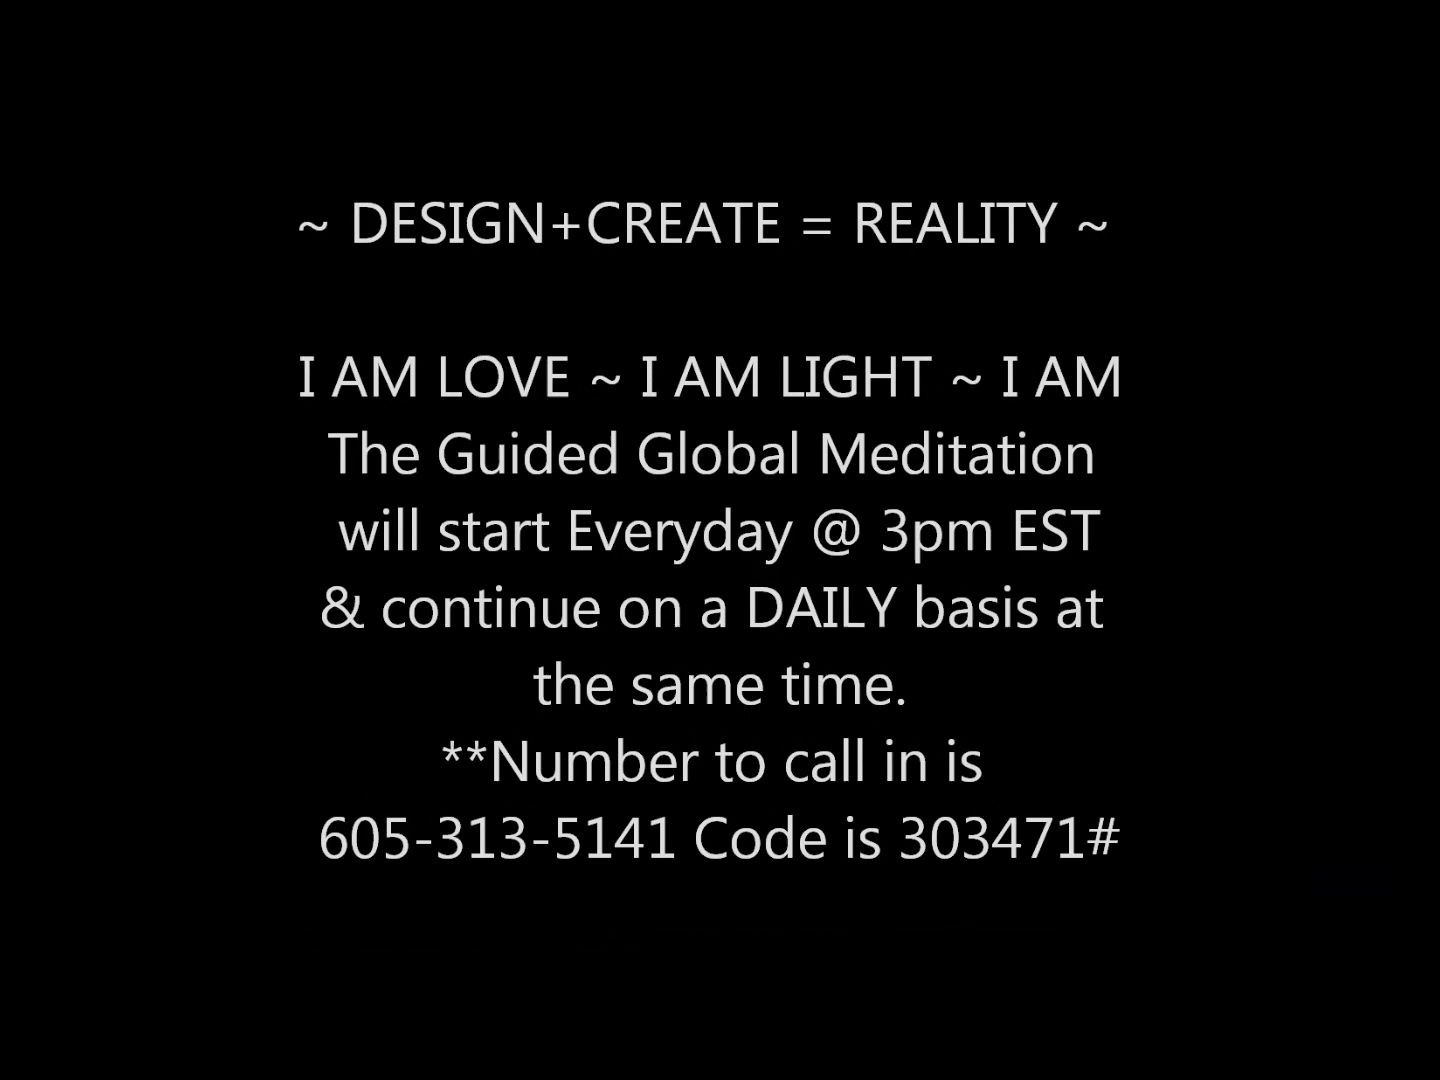 ~ DESIGN+CREATE = REALITY ~
I AM LOVE ~ I AM LIGHT ~ I AM
The Guided Global Meditation
will start Everyday @ 3pm EST
& continue on a DAILY basis at
the same time.
**Number to call in is
605-313-5141 Code is 303471#